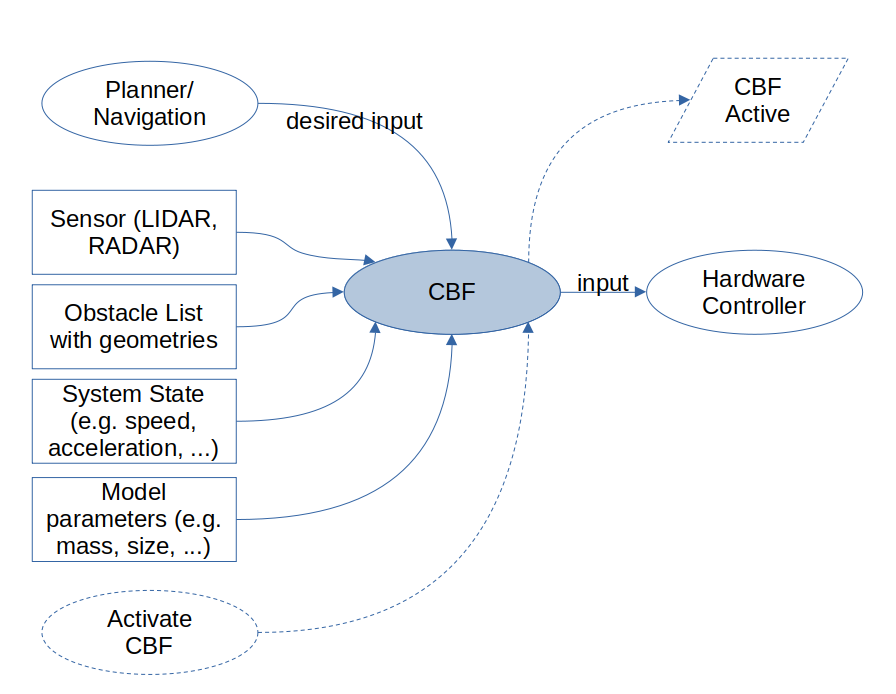 Planner/
Navigation
desired input
CBF
Active
Sensor (LIDAR,
RADAR)
Obstacle List
with geometries
CBF
input
Hardware
Controller
System State
(e.g. speed,
acceleration, ...)
Model
parameters (e.g.
mass, size, ...)
Activate
CBF